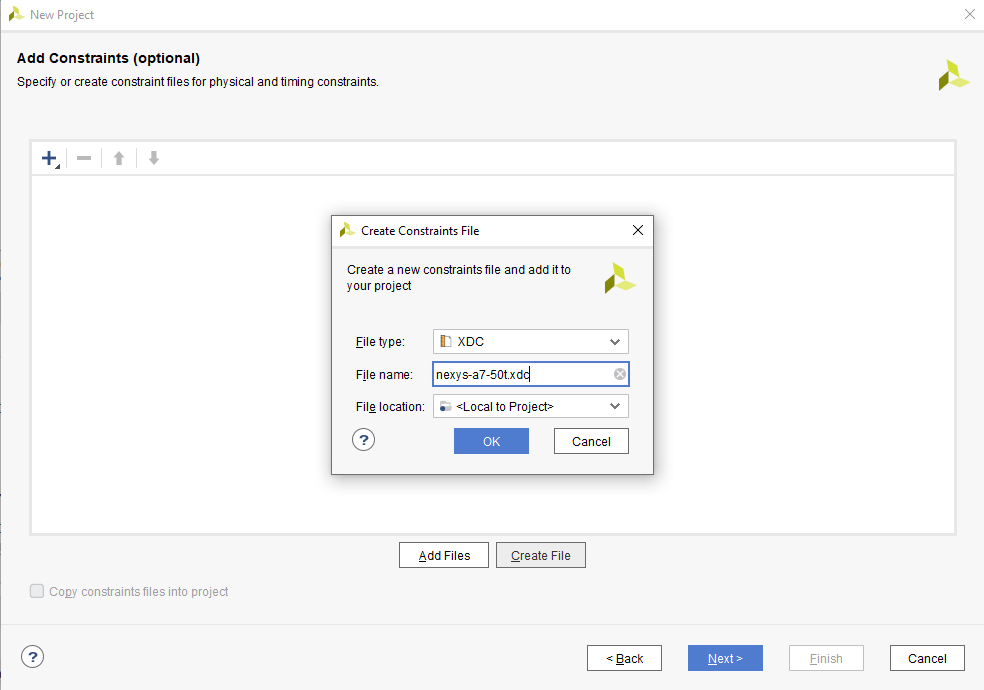 New Project
Add Constraints (optional)
Specify or create constraint files for physical and timing constraints.
Create Constraints File
Create a new constraints file and add it to
your project
File type: XDC
File name: nexys-a7-50t.xdc
File location: <Local to Project>
? OK Cancel
Add Files Create File
Copy constraints files into project
? < Back Next > Finish Cancel